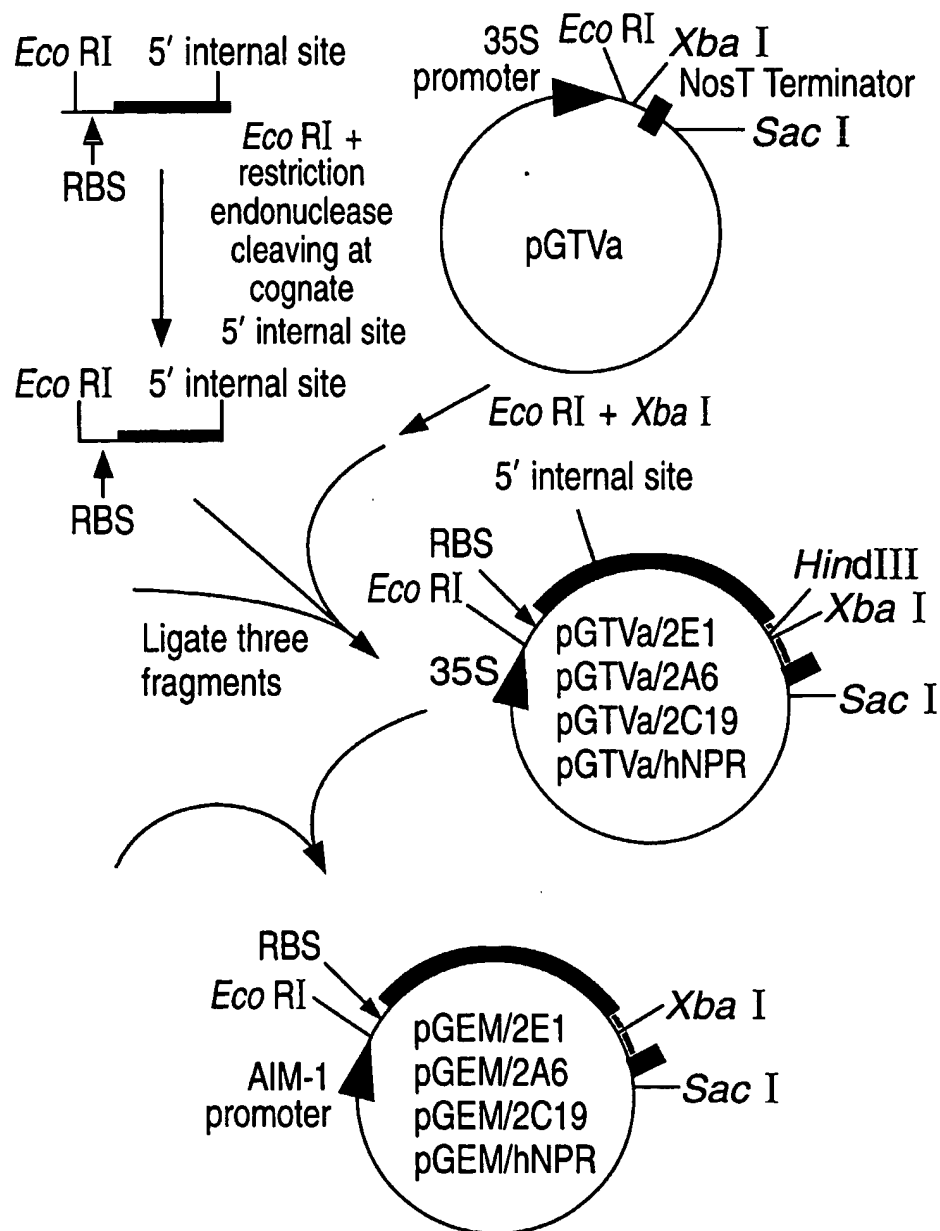 Eco RI 5′ internal site
RBS
Eco RI +
restriction
endonuclease
cleaving at
cognate
5′ internal site
35S
promoter
Eco RI
Xba I
NosT Terminator
Sac I
pGTVa
Eco RI 5′ internal site
RBS
Eco RI + Xba I
5′ internal site
RBS
Eco RI
35S
HindIII
Xba I
Sac I
pGTVa/2E1
pGTVa/2A6
pGTVa/2C19
pGTVa/hNPR
Ligate three
fragments
RBS
Eco RI
AIM-1
promoter
Xba I
Sac I
pGEM/2E1
pGEM/2A6
pGEM/2C19
pGEM/hNPR